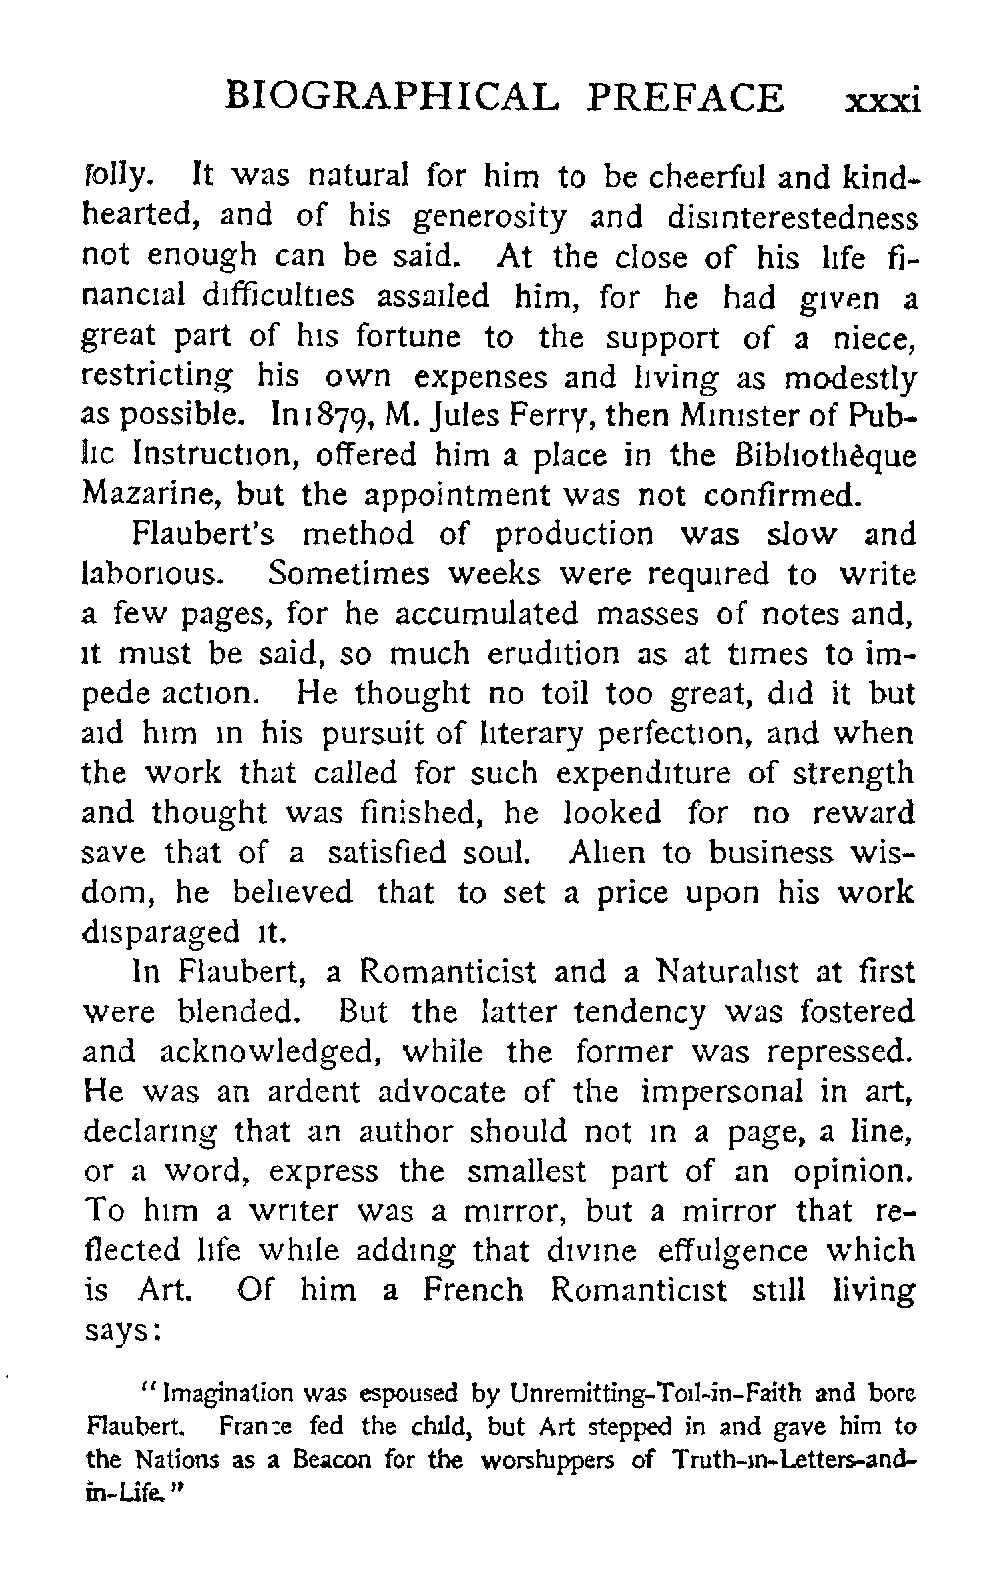 BIOGRAPHICAL PREFACE xxxi
folly. It was natural for him to be cheerful and kind-
hearted, and of his generosity and disinterestedness
not enough can be said. At the close of his life fi-
nancial difficulties assailed him, for he had given a
great part of his fortune to the support of a niece,
restricting his own expenses and living as modestly
as possible. In 1879, M. Jules Ferry, then Minister of Pub-
lic Instruction, offered him a place in the Bibliothèque
Mazarine, but the appointment was not confirmed.
Flaubert's method of production was slow and
laborious. Sometimes weeks were required to write
a few pages, for he accumulated masses of notes and,
it must be said, so much erudition as at times to im-
pede action. He thought no toil too great, did it but
aid him in his pursuit of literary perfection, and when
the work that called for such expenditure of strength
and thought was finished, he looked for no reward
save that of a satisfied soul. Alien to business wis-
dom, he believed that to set a price upon his work
disparaged it.
In Flaubert, a Romanticist and a Naturalist at first
were blended. But the latter tendency was fostered
and acknowledged, while the former was repressed.
He was an ardent advocate of the impersonal in art,
declaring that an author should not in a page, a line,
or a word, express the smallest part of an opinion.
To him a writer was a mirror, but a mirror that re-
flected life while adding that divine effulgence which
is Art. Of him a French Romanticist still living
says:
"Imagination was espoused by Unremitting-Toil-in-Faith and bore
Flaubert. France fed the child, but Art stepped in and gave him to
the Nations as a Beacon for the worshippers of Truth-in-Letters-and-
in-Life."